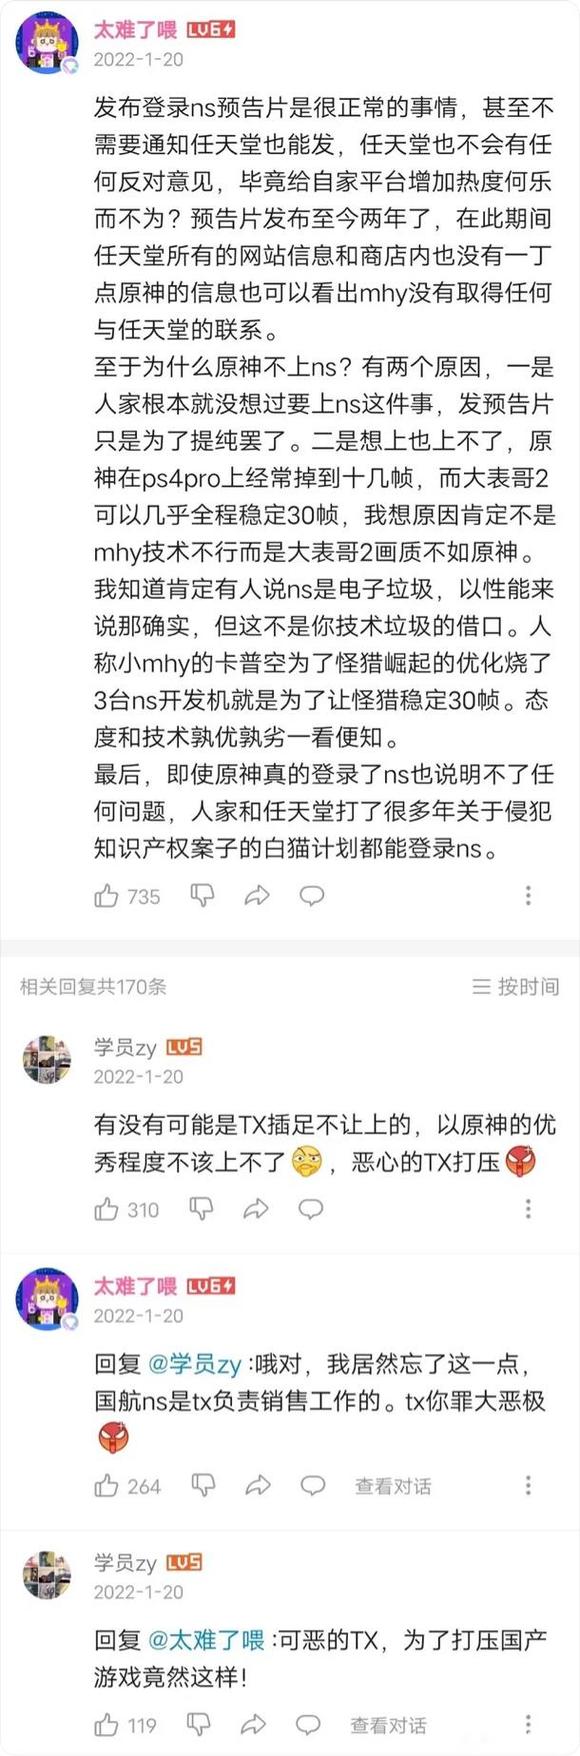 太难了喂 LV6
2022-1-20
发布登录ns预告片是很正常的事情，甚至不
需要通知任天堂也能发，任天堂也不会有任
何反对意见，毕竟给自家平台增加热度何乐
而不为？预告片发布至今两年了，在此期间
任天堂所有的网站信息和商店内也没有一丁
点原神的信息也可以看出mhy没有取得任何
与任天堂的联系。
至于为什么原神不上ns？有两个原因，一是
人家根本就没想过要上ns这件事，发预告片
只是为了提纯罢了。二是想上也上不了，原
神在ps4pro上经常掉到十几帧，而大表哥2
可以几乎全程稳定30帧，我想原因肯定不是
mhy技术不行而是大表哥2画质不如原神。
我知道肯定有人说ns是电子垃圾，以性能来
说那确实，但这不是你技术垃圾的借口。人
称小mhy的卡普空为了怪猎崛起的优化烧了
3台ns开发机就是为了让怪猎稳定30帧。态
度和技术孰优孰劣一看便知。
最后，即使原神真的登录了ns也说明不了任
何问题，人家和任天堂打了很多年关于侵犯
知识产权案子的白猫计划都能登录ns。
735
相关回复共170条 按时间
学员zy LV5
2022-1-20
有没有可能是TX插足不让上的，以原神的优
秀程度不该上不了，恶心的TX打压
310
太难了喂 LV6
2022-1-20
回复 @学员zy :哦对，我居然忘了这一点，
国航ns是tx负责销售工作的。tx你罪大恶极
264 查看对话
学员zy LV5
2022-1-20
回复 @太难了喂 :可恶的TX，为了打压国产
游戏竟然这样！
119 查看对话